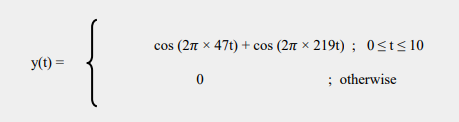 cos (2π × 47t) + cos (2π × 219t) ; 0 ≤ t ≤ 10
y(t) = {
0 ; otherwise